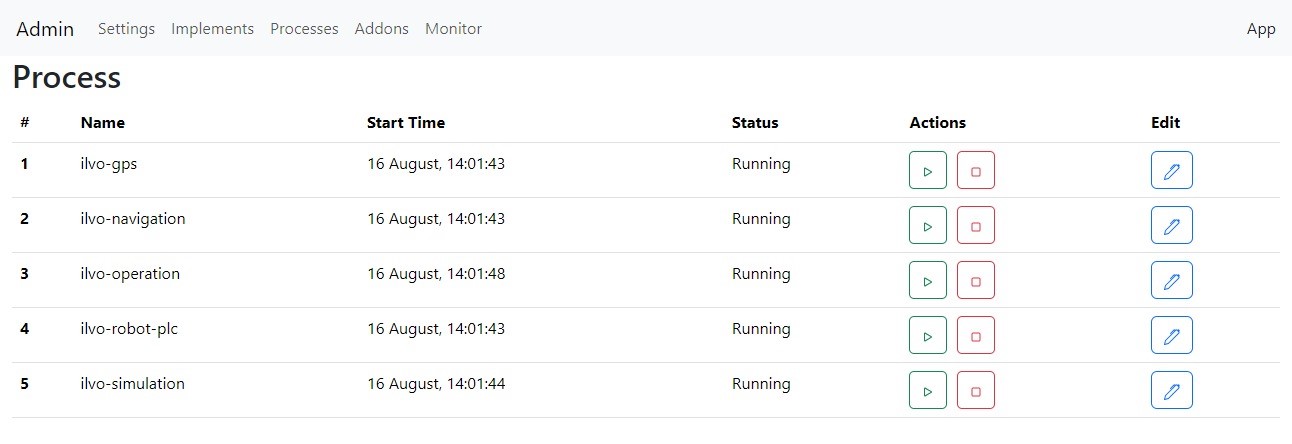 Admin Settings Implements Processes Addons Monitor App
Process
# Name Start Time Status Actions Edit
1 ilvo-gps 16 August, 14:01:43 Running
2 ilvo-navigation 16 August, 14:01:43 Running
3 ilvo-operation 16 August, 14:01:48 Running
4 ilvo-robot-plc 16 August, 14:01:43 Running
5 ilvo-simulation 16 August, 14:01:44 Running